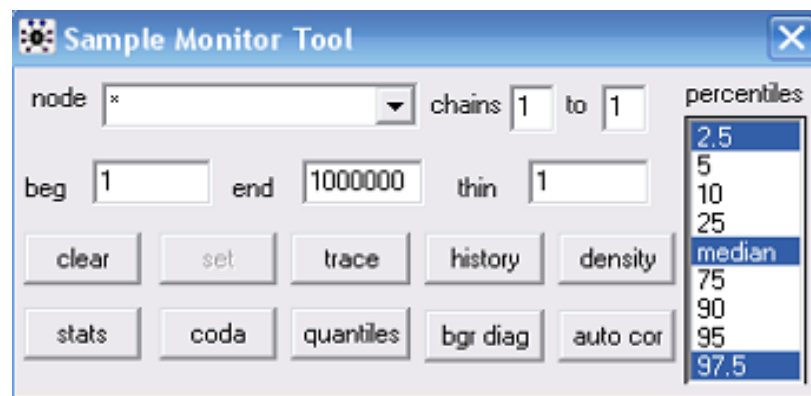 Sample Monitor Tool
node * chains 1 to 1 percentiles
2.5
5
10
25
median
75
90
95
97.5
beg 1 end 1000000 thin 1
clear set trace history density
stats coda quantiles bgr diag auto cor